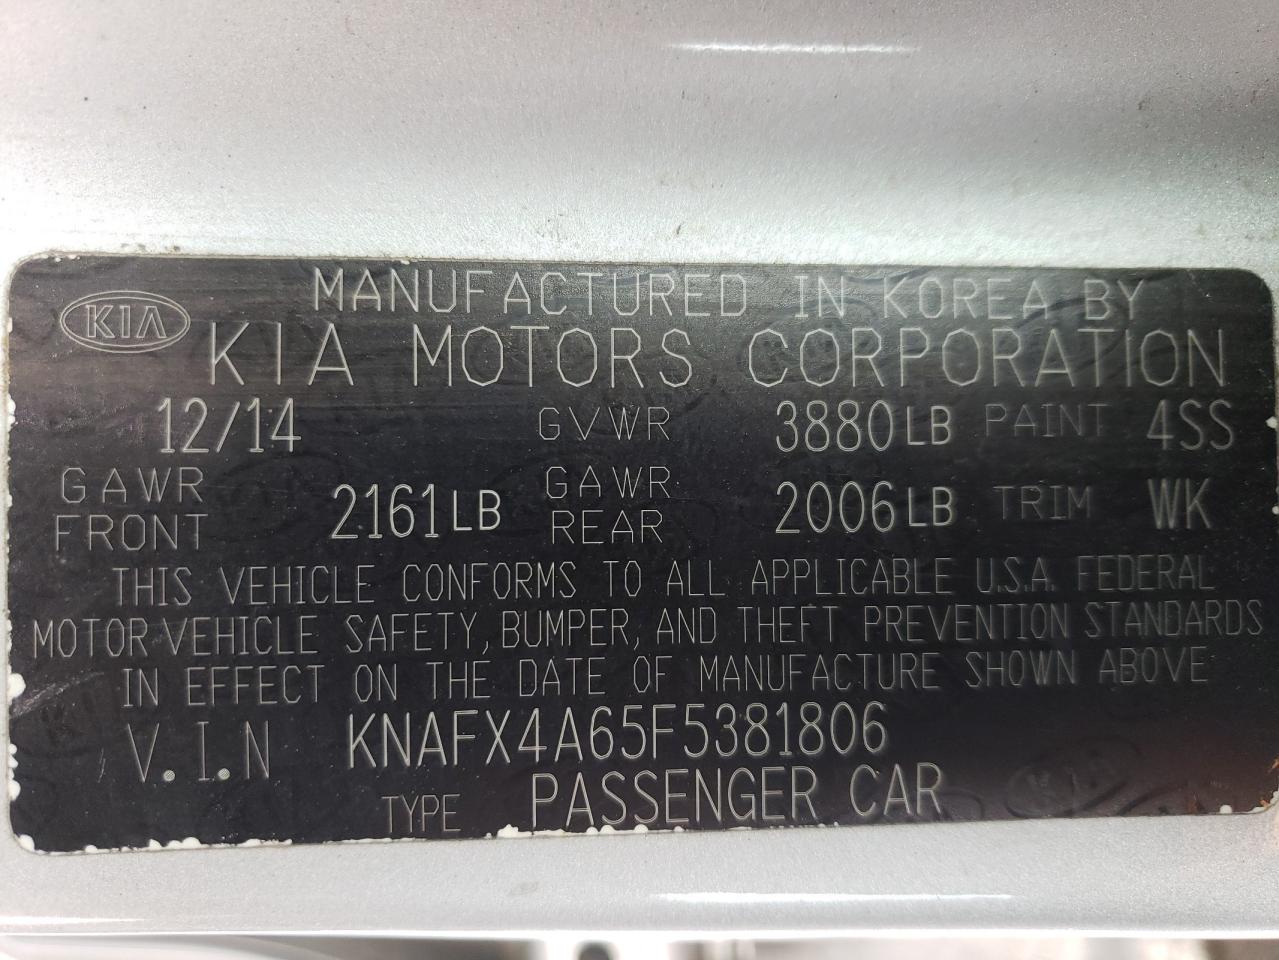 MANUFACTURED IN KOREA BY
KIA KIA MOTORS CORPORATION
12/14 GVWR 3880LB PAINT 4SS
GAWR FRONT 2161LB GAWR REAR 2006LB TRIM WK
THIS VEHICLE CONFORMS TO ALL APPLICABLE U.S.A. FEDERAL
MOTOR VEHICLE SAFETY, BUMPER, AND THEFT PREVENTION STANDARDS
IN EFFECT ON THE DATE OF MANUFACTURE SHOWN ABOVE
V.I.N KNAFX4A65F5381806
TYPE PASSENGER CAR